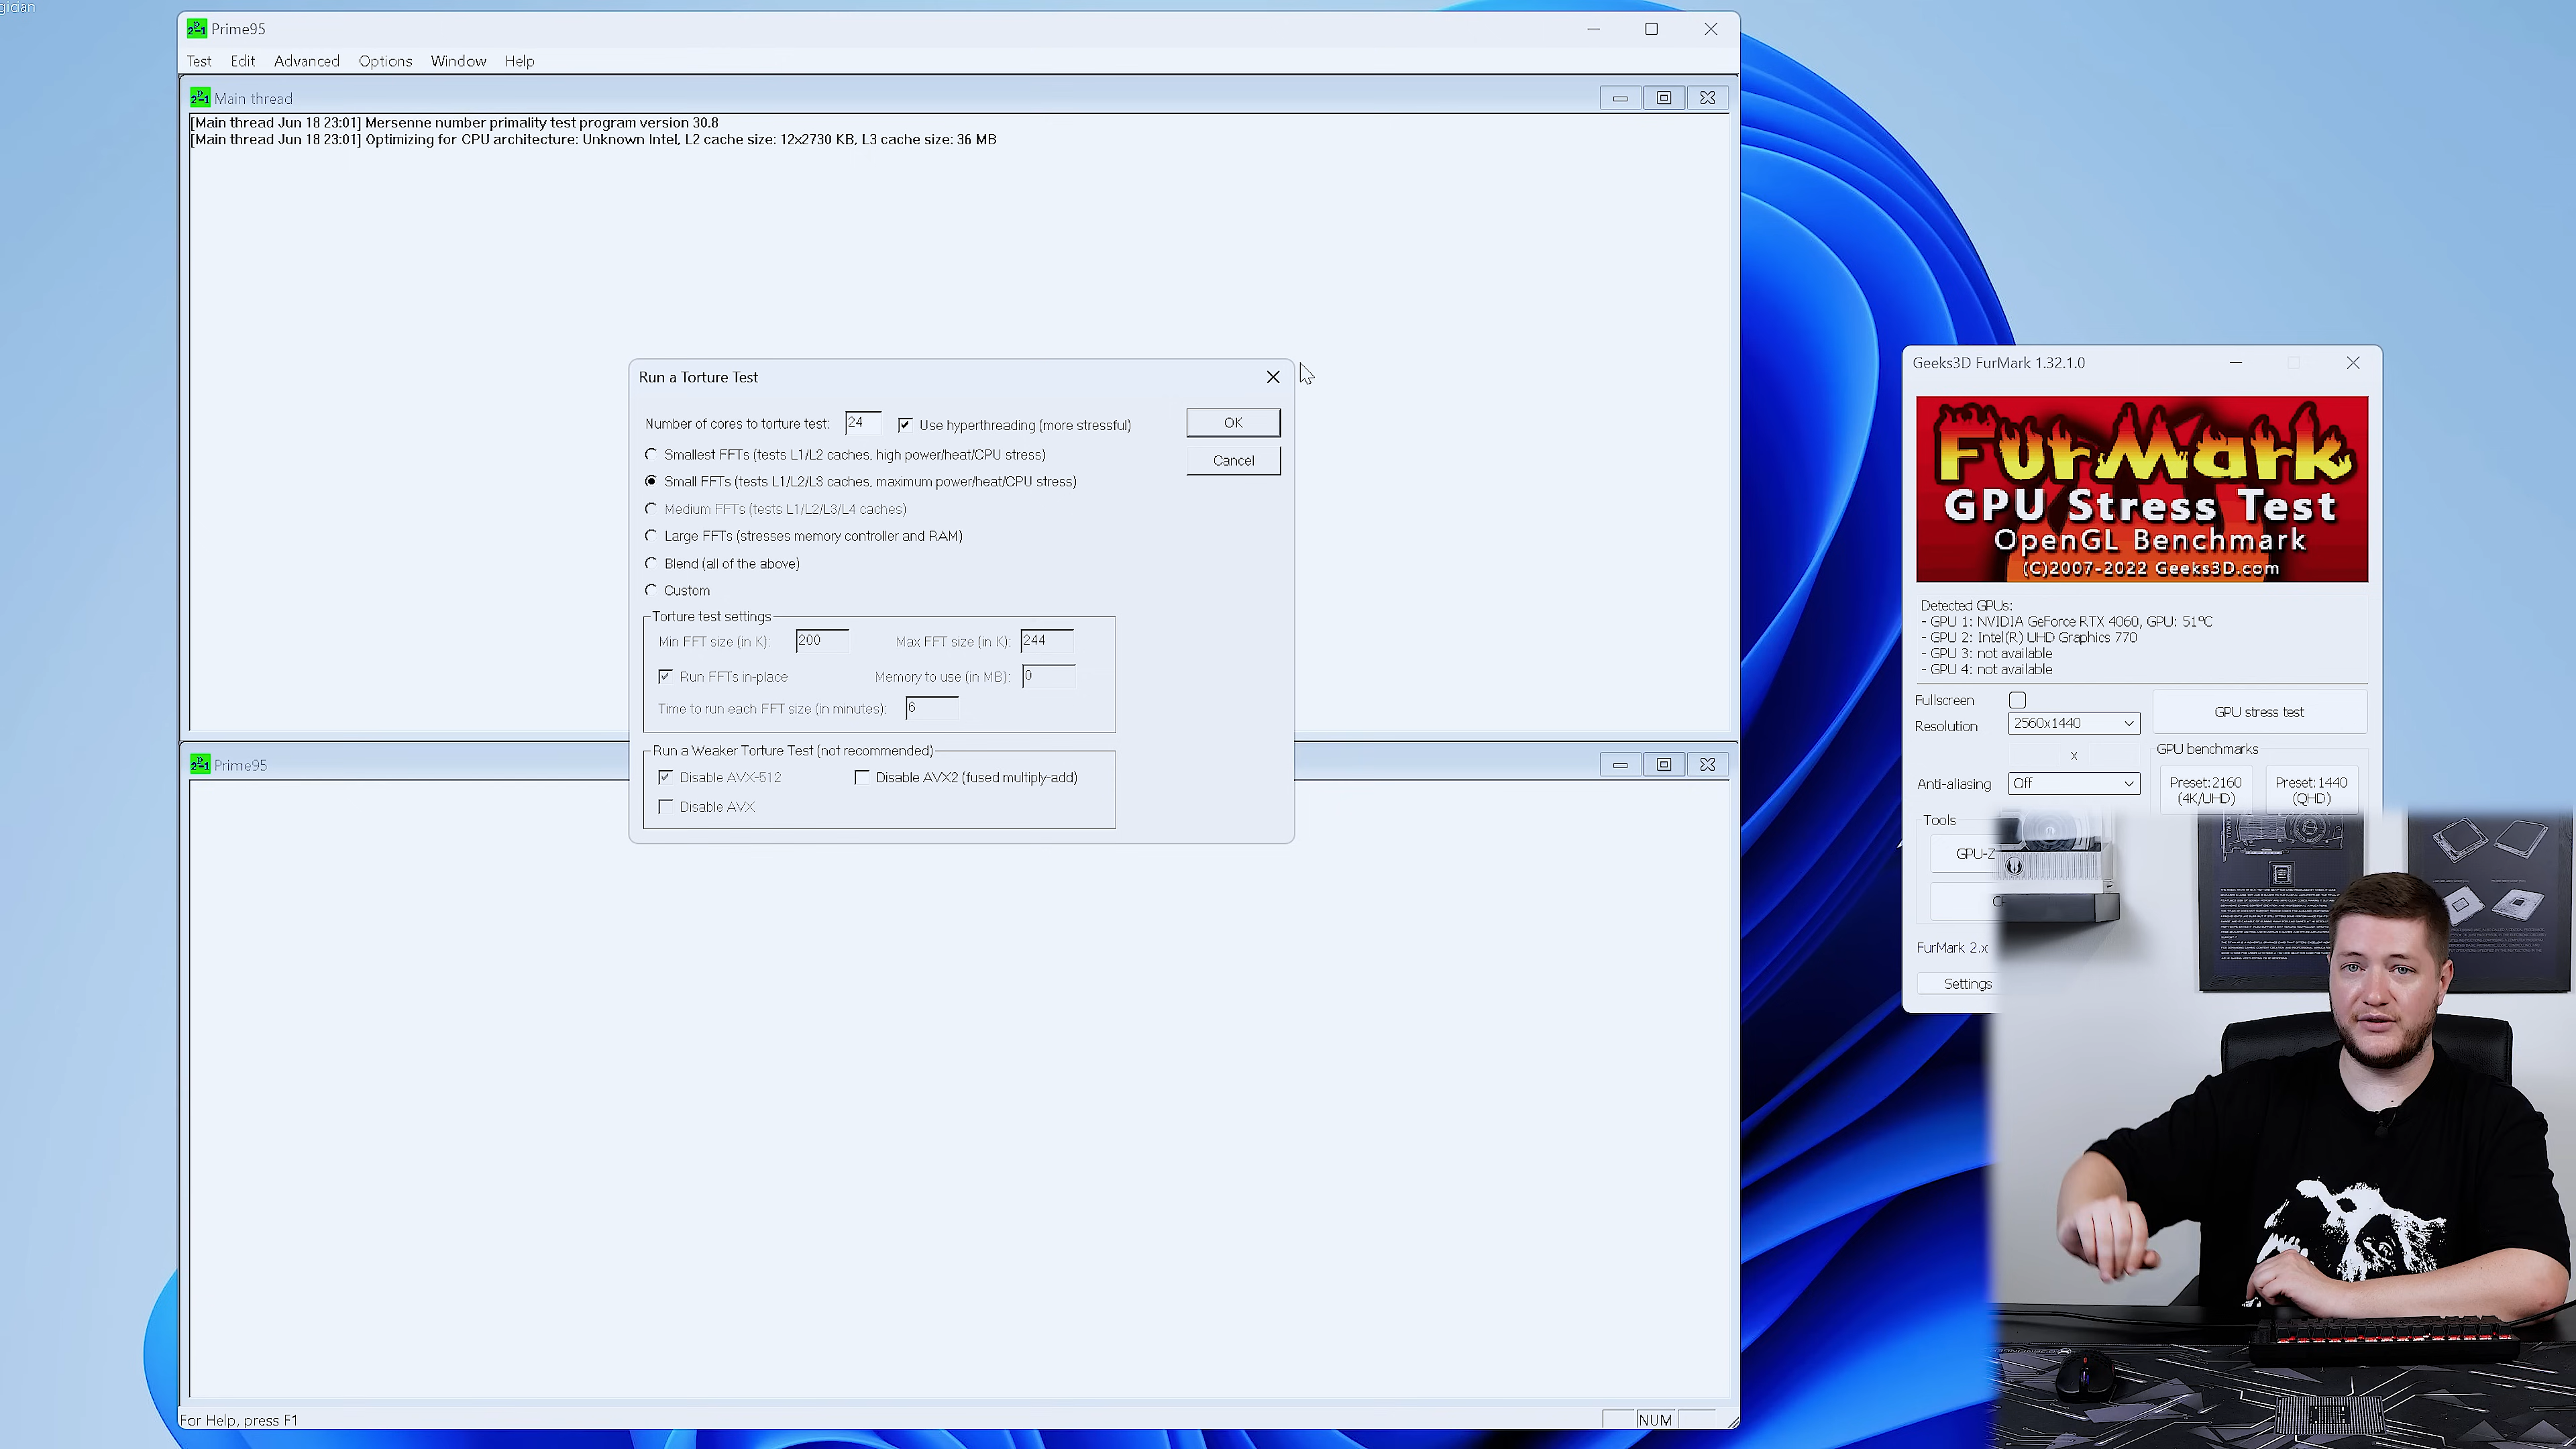 gician
Prime95
Test Edit Advanced Options Window Help
Main thread
[Main thread Jun 18 23:01] Mersenne number primality test program version 30.8
[Main thread Jun 18 23:01] Optimizing for CPU architecture: Unknown Intel, L2 cache size: 12x2730 KB, L3 cache size: 36 MB
Run a Torture Test
Number of cores to torture test: 24 Use hyperthreading (more stressful) OK
Smallest FFTs (tests L1/L2 caches, high power/heat/CPU stress) Cancel
Small FFTs (tests L1/L2/L3 caches, maximum power/heat/CPU stress)
Medium FFTs (tests L1/L2/L3/L4 caches)
Large FFTs (stresses memory controller and RAM)
Blend (all of the above)
Custom
Torture test settings
Min FFT size (in K): 200 Max FFT size (in K): 244
Run FFTs in-place Memory to use (in MB): 0
Time to run each FFT size (in minutes): 6
Run a Weaker Torture Test (not recommended)
Disable AVX-512 Disable AVX2 (fused multiply-add)
Disable AVX
Prime95
For Help, press F1 NUM
Geeks3D FurMark 1.32.1.0
FurMark
GPU Stress Test
OpenGL Benchmark
(C)2007-2022 Geeks3D.com
Detected GPUs:
- GPU 1: NVIDIA GeForce RTX 4060, GPU: 51°C
- GPU 2: Intel(R) UHD Graphics 770
- GPU 3: not available
- GPU 4: not available
Fullscreen
Resolution 2560x1440 GPU stress test
x GPU benchmarks
Anti-aliasing Off Preset:2160 Preset:1440
(4K/UHD) (QHD)
Tools
GPU-Z
FurMark 2.x
Settings